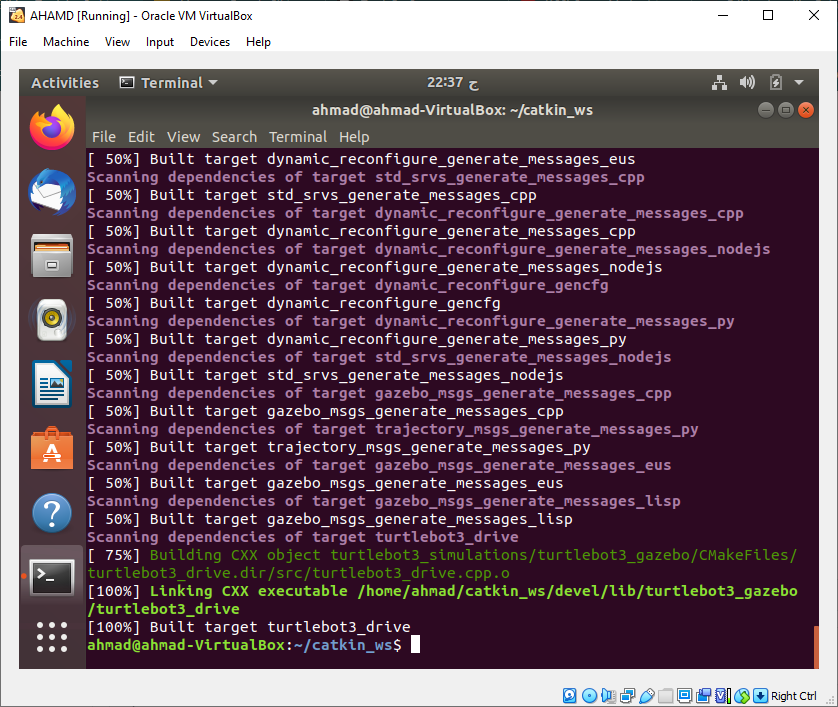 AHAMD [Running] - Oracle VM VirtualBox
File Machine View Input Devices Help
Activities Terminal 22:37 ح
ahmad@ahmad-VirtualBox: ~/catkin_ws
File Edit View Search Terminal Help
[ 50%] Built target dynamic_reconfigure_generate_messages_eus
Scanning dependencies of target std_srvs_generate_messages_cpp
[ 50%] Built target std_srvs_generate_messages_cpp
Scanning dependencies of target dynamic_reconfigure_generate_messages_cpp
[ 50%] Built target dynamic_reconfigure_generate_messages_cpp
Scanning dependencies of target dynamic_reconfigure_generate_messages_nodejs
[ 50%] Built target dynamic_reconfigure_generate_messages_nodejs
Scanning dependencies of target dynamic_reconfigure_gencfg
[ 50%] Built target dynamic_reconfigure_gencfg
Scanning dependencies of target dynamic_reconfigure_generate_messages_py
[ 50%] Built target dynamic_reconfigure_generate_messages_py
Scanning dependencies of target std_srvs_generate_messages_nodejs
[ 50%] Built target std_srvs_generate_messages_nodejs
Scanning dependencies of target gazebo_msgs_generate_messages_cpp
[ 50%] Built target gazebo_msgs_generate_messages_cpp
Scanning dependencies of target trajectory_msgs_generate_messages_py
[ 50%] Built target trajectory_msgs_generate_messages_py
Scanning dependencies of target gazebo_msgs_generate_messages_eus
[ 50%] Built target gazebo_msgs_generate_messages_eus
Scanning dependencies of target gazebo_msgs_generate_messages_lisp
[ 50%] Built target gazebo_msgs_generate_messages_lisp
Scanning dependencies of target turtlebot3_drive
[ 75%] Building CXX object turtlebot3_simulations/turtlebot3_gazebo/CMakeFiles/
turtlebot3_drive.dir/src/turtlebot3_drive.cpp.o
[100%] Linking CXX executable /home/ahmad/catkin_ws/devel/lib/turtlebot3_gazebo
/turtlebot3_drive
[100%] Built target turtlebot3_drive
ahmad@ahmad-VirtualBox:~/catkin_ws$
Right Ctrl